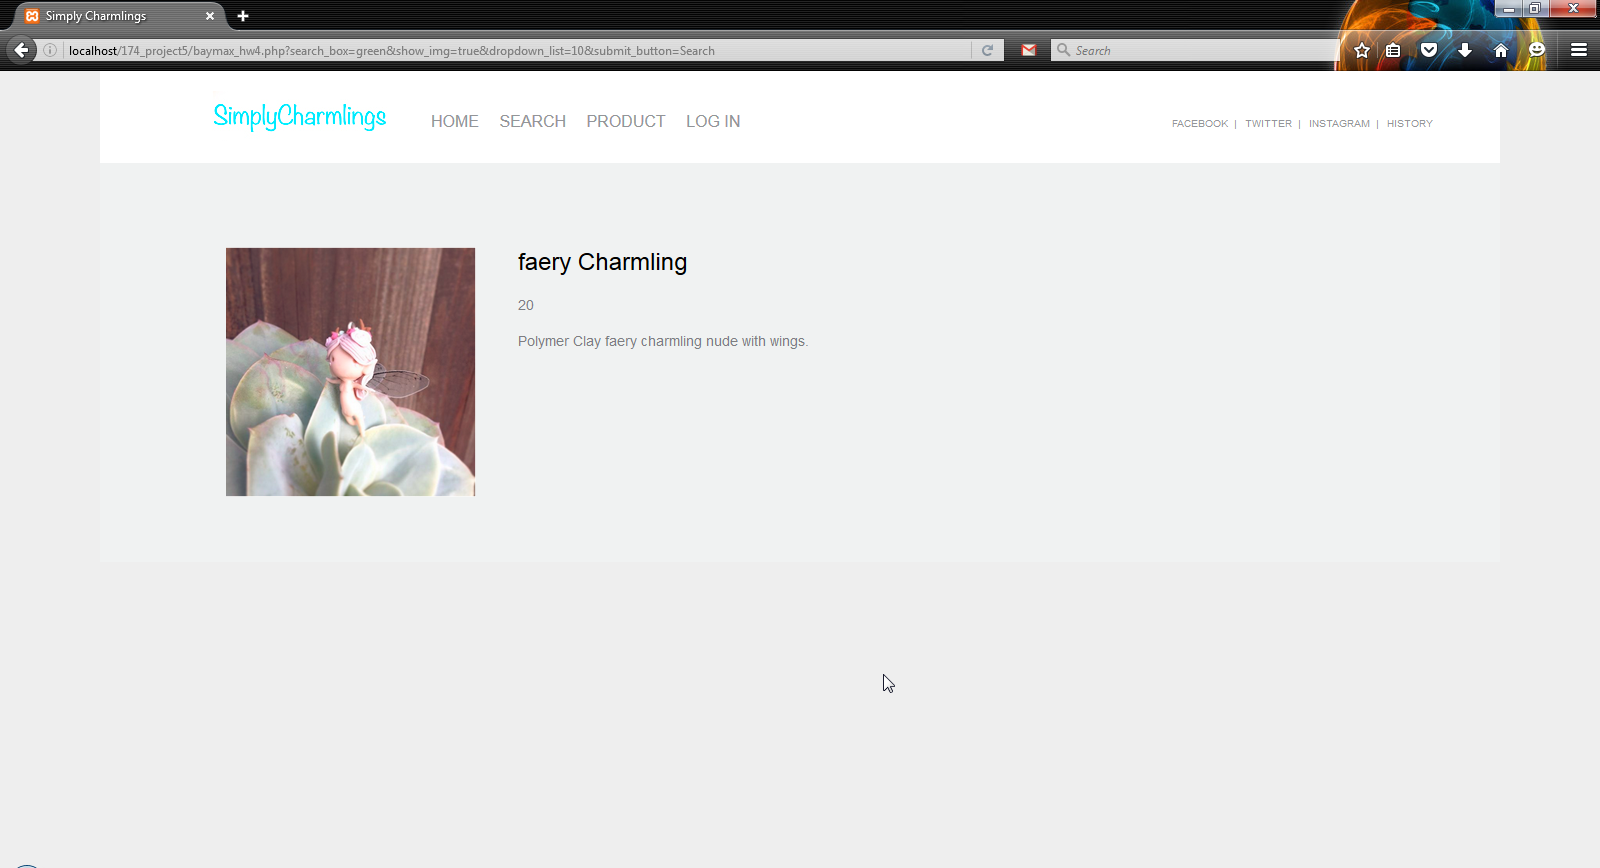 Simply Charmlings
localhost/174_project5/baymax_hw4.php?search_box=green&show_img=true&dropdown_list=10&submit_button=Search
Search
SimplyCharmlings HOME SEARCH PRODUCT LOG IN FACEBOOK | TWITTER | INSTAGRAM | HISTORY
faery Charmling
20
Polymer Clay faery charmling nude with wings.